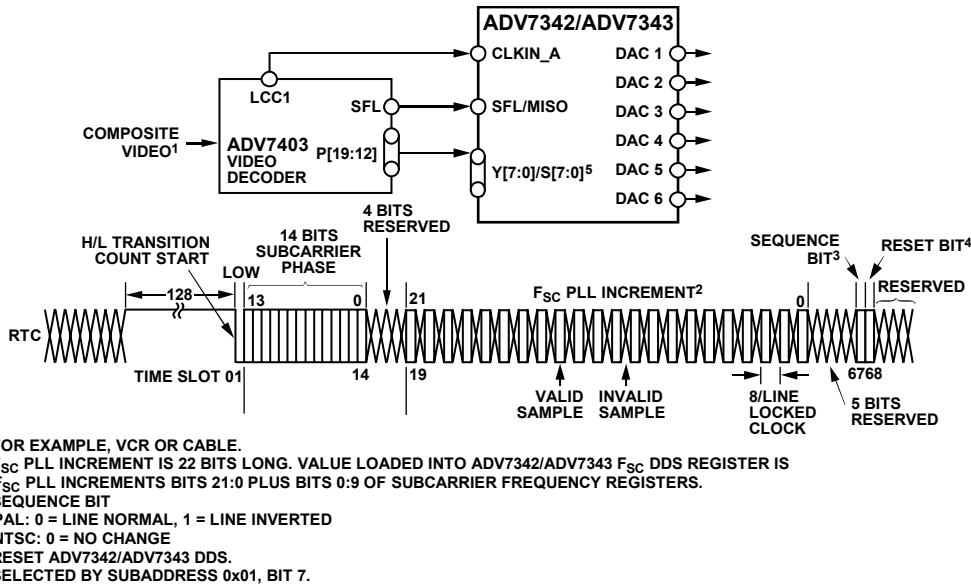 ADV7342/ADV7343
CLKIN_A
DAC 1
DAC 2
LCC1
SFL
SFL/MISO
DAC 3
COMPOSITE
VIDEO1
ADV7403
VIDEO
DECODER
P[19:12]
DAC 4
Y[7:0]/S[7:0]5
DAC 5
DAC 6
4 BITS
RESERVED
H/L TRANSITION
COUNT START
14 BITS
SUBCARRIER
PHASE
SEQUENCE
BIT3
RESET BIT4
LOW
128
13
0
21
FSC PLL INCREMENT2
0
RESERVED
RTC
TIME SLOT 01
14
19
6768
VALID
SAMPLE
INVALID
SAMPLE
8/LINE
LOCKED
CLOCK
5 BITS
RESERVED
FOR EXAMPLE, VCR OR CABLE.
FSC PLL INCREMENT IS 22 BITS LONG. VALUE LOADED INTO ADV7342/ADV7343 FSC DDS REGISTER IS
FSC PLL INCREMENTS BITS 21:0 PLUS BITS 0:9 OF SUBCARRIER FREQUENCY REGISTERS.
SEQUENCE BIT
PAL: 0 = LINE NORMAL, 1 = LINE INVERTED
NTSC: 0 = NO CHANGE
RESET ADV7342/ADV7343 DDS.
SELECTED BY SUBADDRESS 0x01, BIT 7.